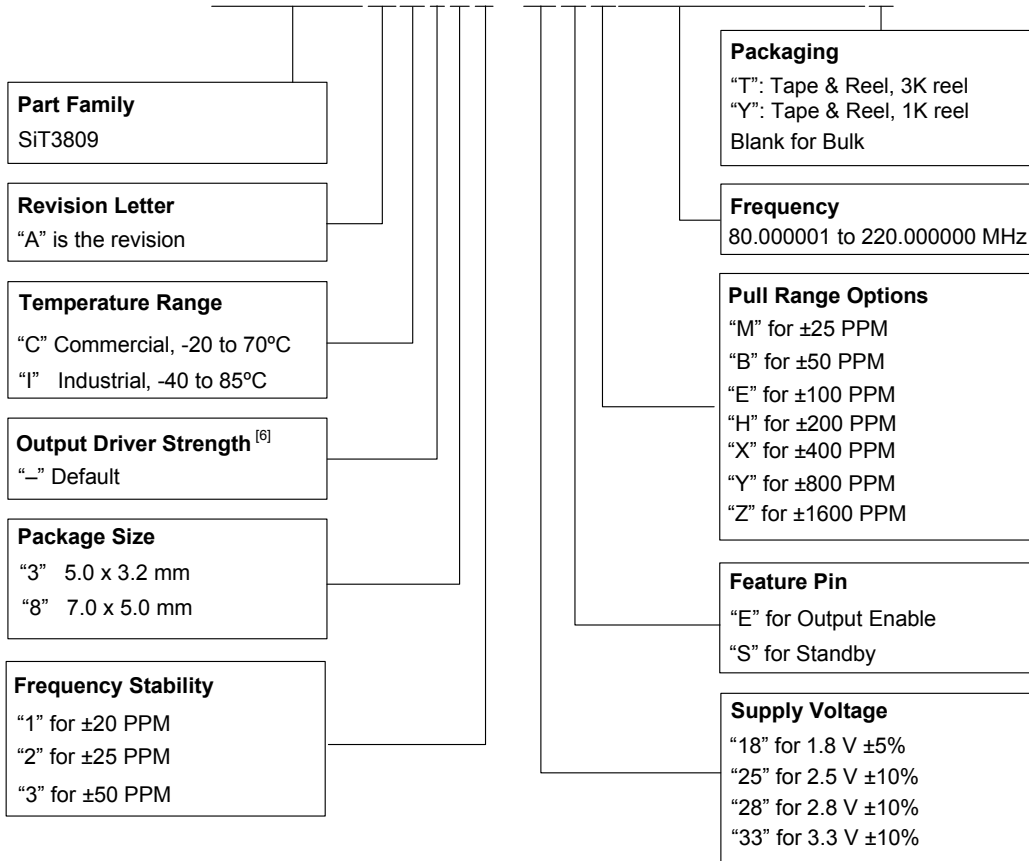 Part Family
SiT3809
Revision Letter
“A” is the revision
Temperature Range
“C” Commercial, -20 to 70ºC
“I” Industrial, -40 to 85ºC
Output Driver Strength [6]
“–” Default
Package Size
“3” 5.0 x 3.2 mm
“8” 7.0 x 5.0 mm
Frequency Stability
“1” for ±20 PPM
“2” for ±25 PPM
“3” for ±50 PPM
Packaging
“T”: Tape & Reel, 3K reel
“Y”: Tape & Reel, 1K reel
Blank for Bulk
Frequency
80.000001 to 220.000000 MHz
Pull Range Options
“M” for ±25 PPM
“B” for ±50 PPM
“E” for ±100 PPM
“H” for ±200 PPM
“X” for ±400 PPM
“Y” for ±800 PPM
“Z” for ±1600 PPM
Feature Pin
“E” for Output Enable
“S” for Standby
Supply Voltage
“18” for 1.8 V ±5%
“25” for 2.5 V ±10%
“28” for 2.8 V ±10%
“33” for 3.3 V ±10%